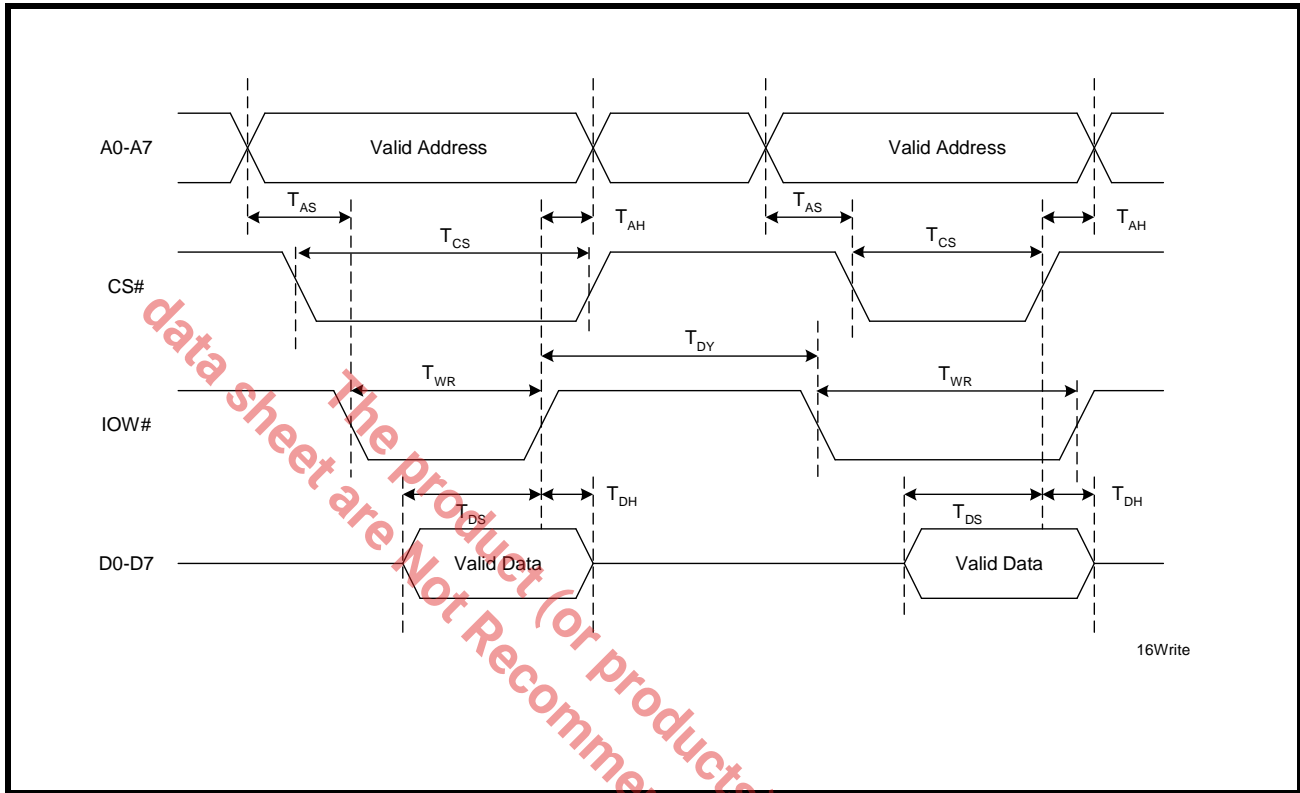 A0-A7
Valid Address
Valid Address
TAS
TAH
TAS
TAH
TCS
TCS
CS#
TDY
TWR
TWR
IOW#
TDS
TDH
TDS
TDH
D0-D7
Valid Data
Valid Data
16Write
The product (or products)
data sheet are Not Recomme